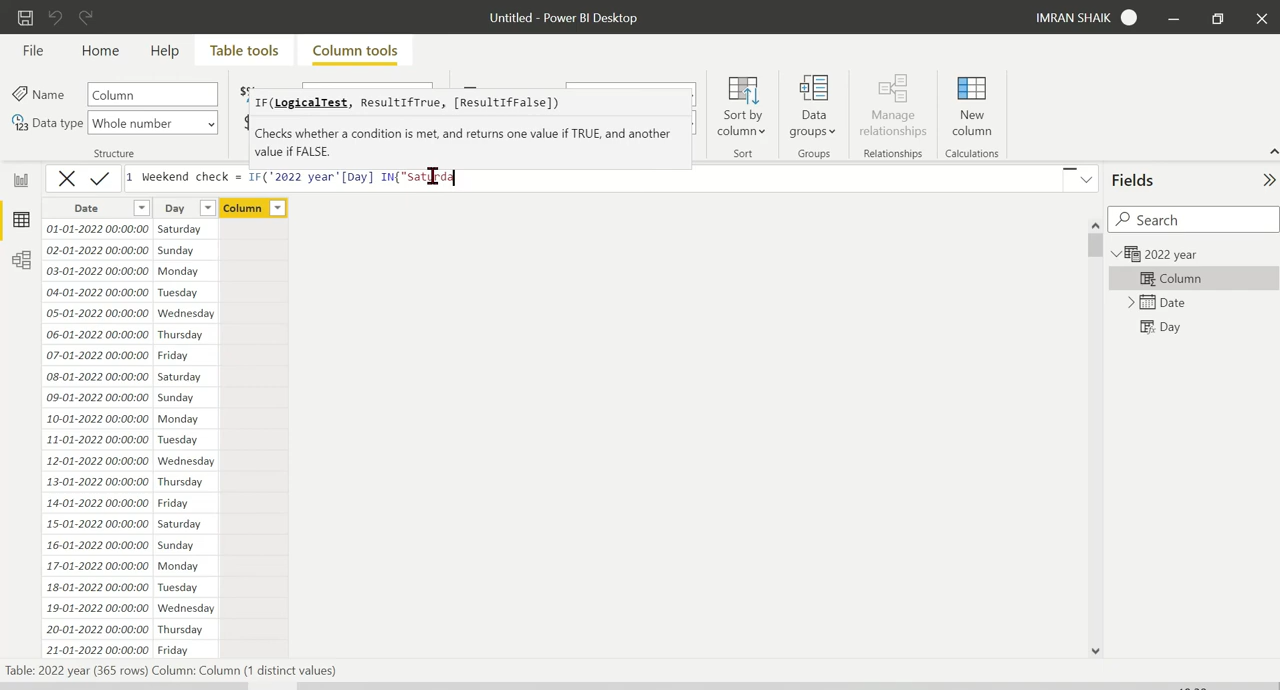 Untitled - Power BI Desktop
IMRAN SHAIK
File
Home
Help
Table tools
Column tools
Name
Column
Data type
Whole number
Structure
IF(LogicalTest, ResultIfTrue, [ResultIfFalse])
Checks whether a condition is met, and returns one value if TRUE, and another
value if FALSE.
Sort by
column
Sort
Data
groups
Groups
Manage
relationships
Relationships
New
column
Calculations
1 Weekend check = IF('2022 year'[Day] IN{"Saturda
Date Day Column
01-01-2022 00:00:00 Saturday
02-01-2022 00:00:00 Sunday
03-01-2022 00:00:00 Monday
04-01-2022 00:00:00 Tuesday
05-01-2022 00:00:00 Wednesday
06-01-2022 00:00:00 Thursday
07-01-2022 00:00:00 Friday
08-01-2022 00:00:00 Saturday
09-01-2022 00:00:00 Sunday
10-01-2022 00:00:00 Monday
11-01-2022 00:00:00 Tuesday
12-01-2022 00:00:00 Wednesday
13-01-2022 00:00:00 Thursday
14-01-2022 00:00:00 Friday
15-01-2022 00:00:00 Saturday
16-01-2022 00:00:00 Sunday
17-01-2022 00:00:00 Monday
18-01-2022 00:00:00 Tuesday
19-01-2022 00:00:00 Wednesday
20-01-2022 00:00:00 Thursday
21-01-2022 00:00:00 Friday
Fields
Search
2022 year
Column
Date
Day
Table: 2022 year (365 rows) Column: Column (1 distinct values)